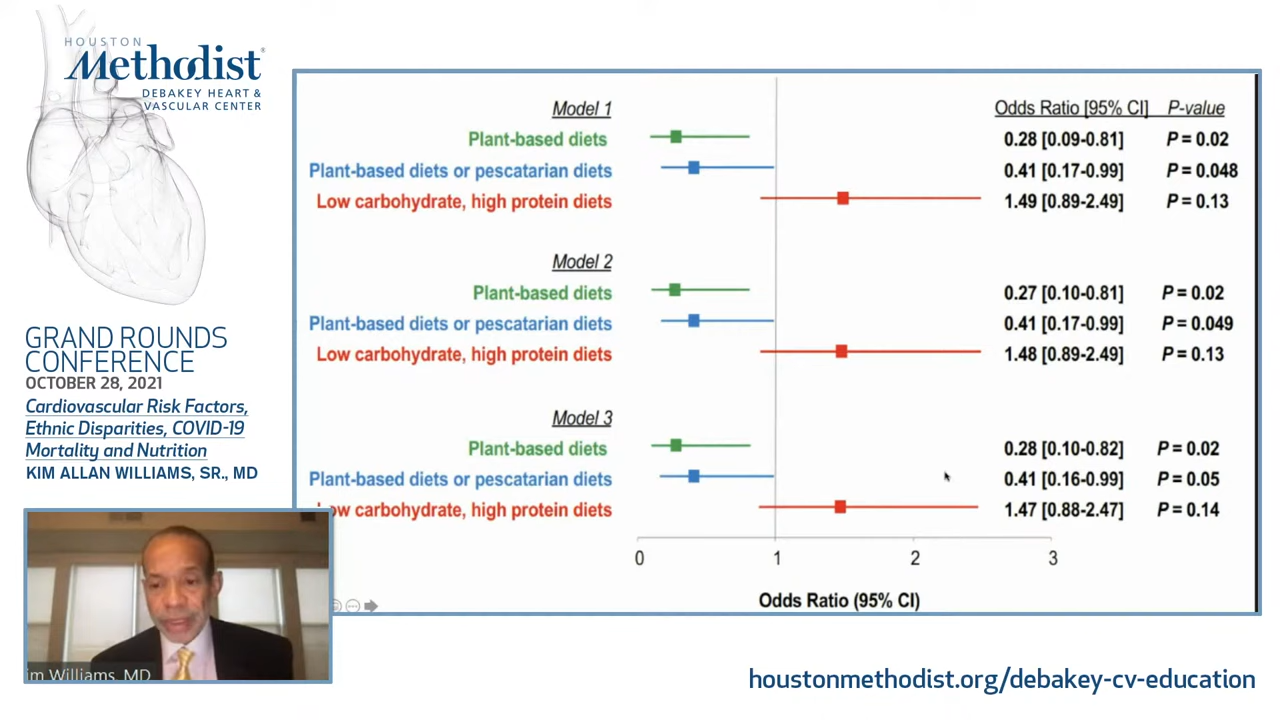 HOUSTON
Methodist®
DEBAKEY HEART &
VASCULAR CENTER
GRAND ROUNDS
CONFERENCE
OCTOBER 28, 2021
Cardiovascular Risk Factors,
Ethnic Disparities, COVID-19
Mortality and Nutrition
KIM ALLAN WILLIAMS, SR., MD
im Williams, MD
Model 1 Odds Ratio [95% CI] P-value
Plant-based diets 0.28 [0.09-0.81] P = 0.02
Plant-based diets or pescatarian diets 0.41 [0.17-0.99] P = 0.048
Low carbohydrate, high protein diets 1.49 [0.89-2.49] P = 0.13
Model 2
Plant-based diets 0.27 [0.10-0.81] P = 0.02
Plant-based diets or pescatarian diets 0.41 [0.17-0.99] P = 0.049
Low carbohydrate, high protein diets 1.48 [0.89-2.49] P = 0.13
Model 3
Plant-based diets 0.28 [0.10-0.82] P = 0.02
Plant-based diets or pescatarian diets 0.41 [0.16-0.99] P = 0.05
ow carbohydrate, high protein diets 1.47 [0.88-2.47] P = 0.14
0 1 2 3
Odds Ratio (95% CI)
houstonmethodist.org/debakey-cv-education